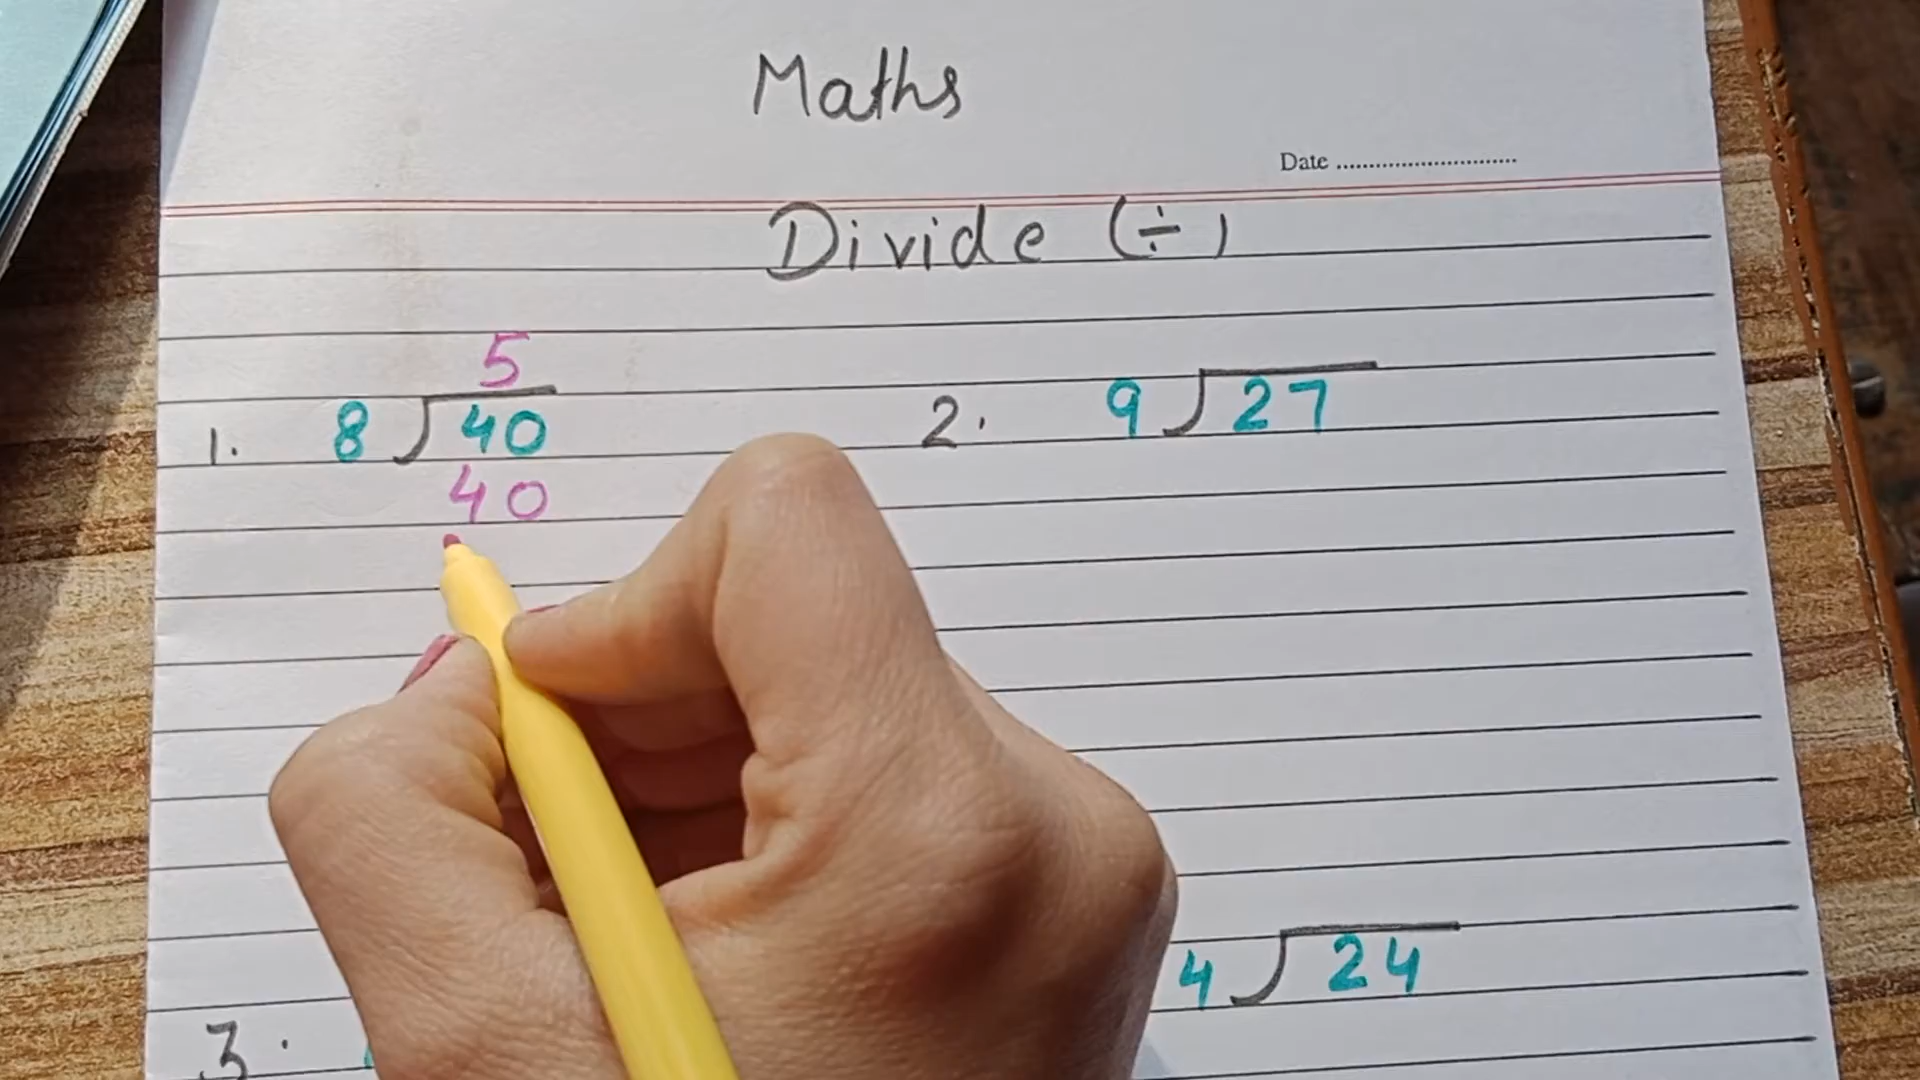 Maths
Date ............................
Divide (÷)
5
1. 8 ⟌ 40
40
2. 9 ⟌ 27
4 ⟌ 24
3.